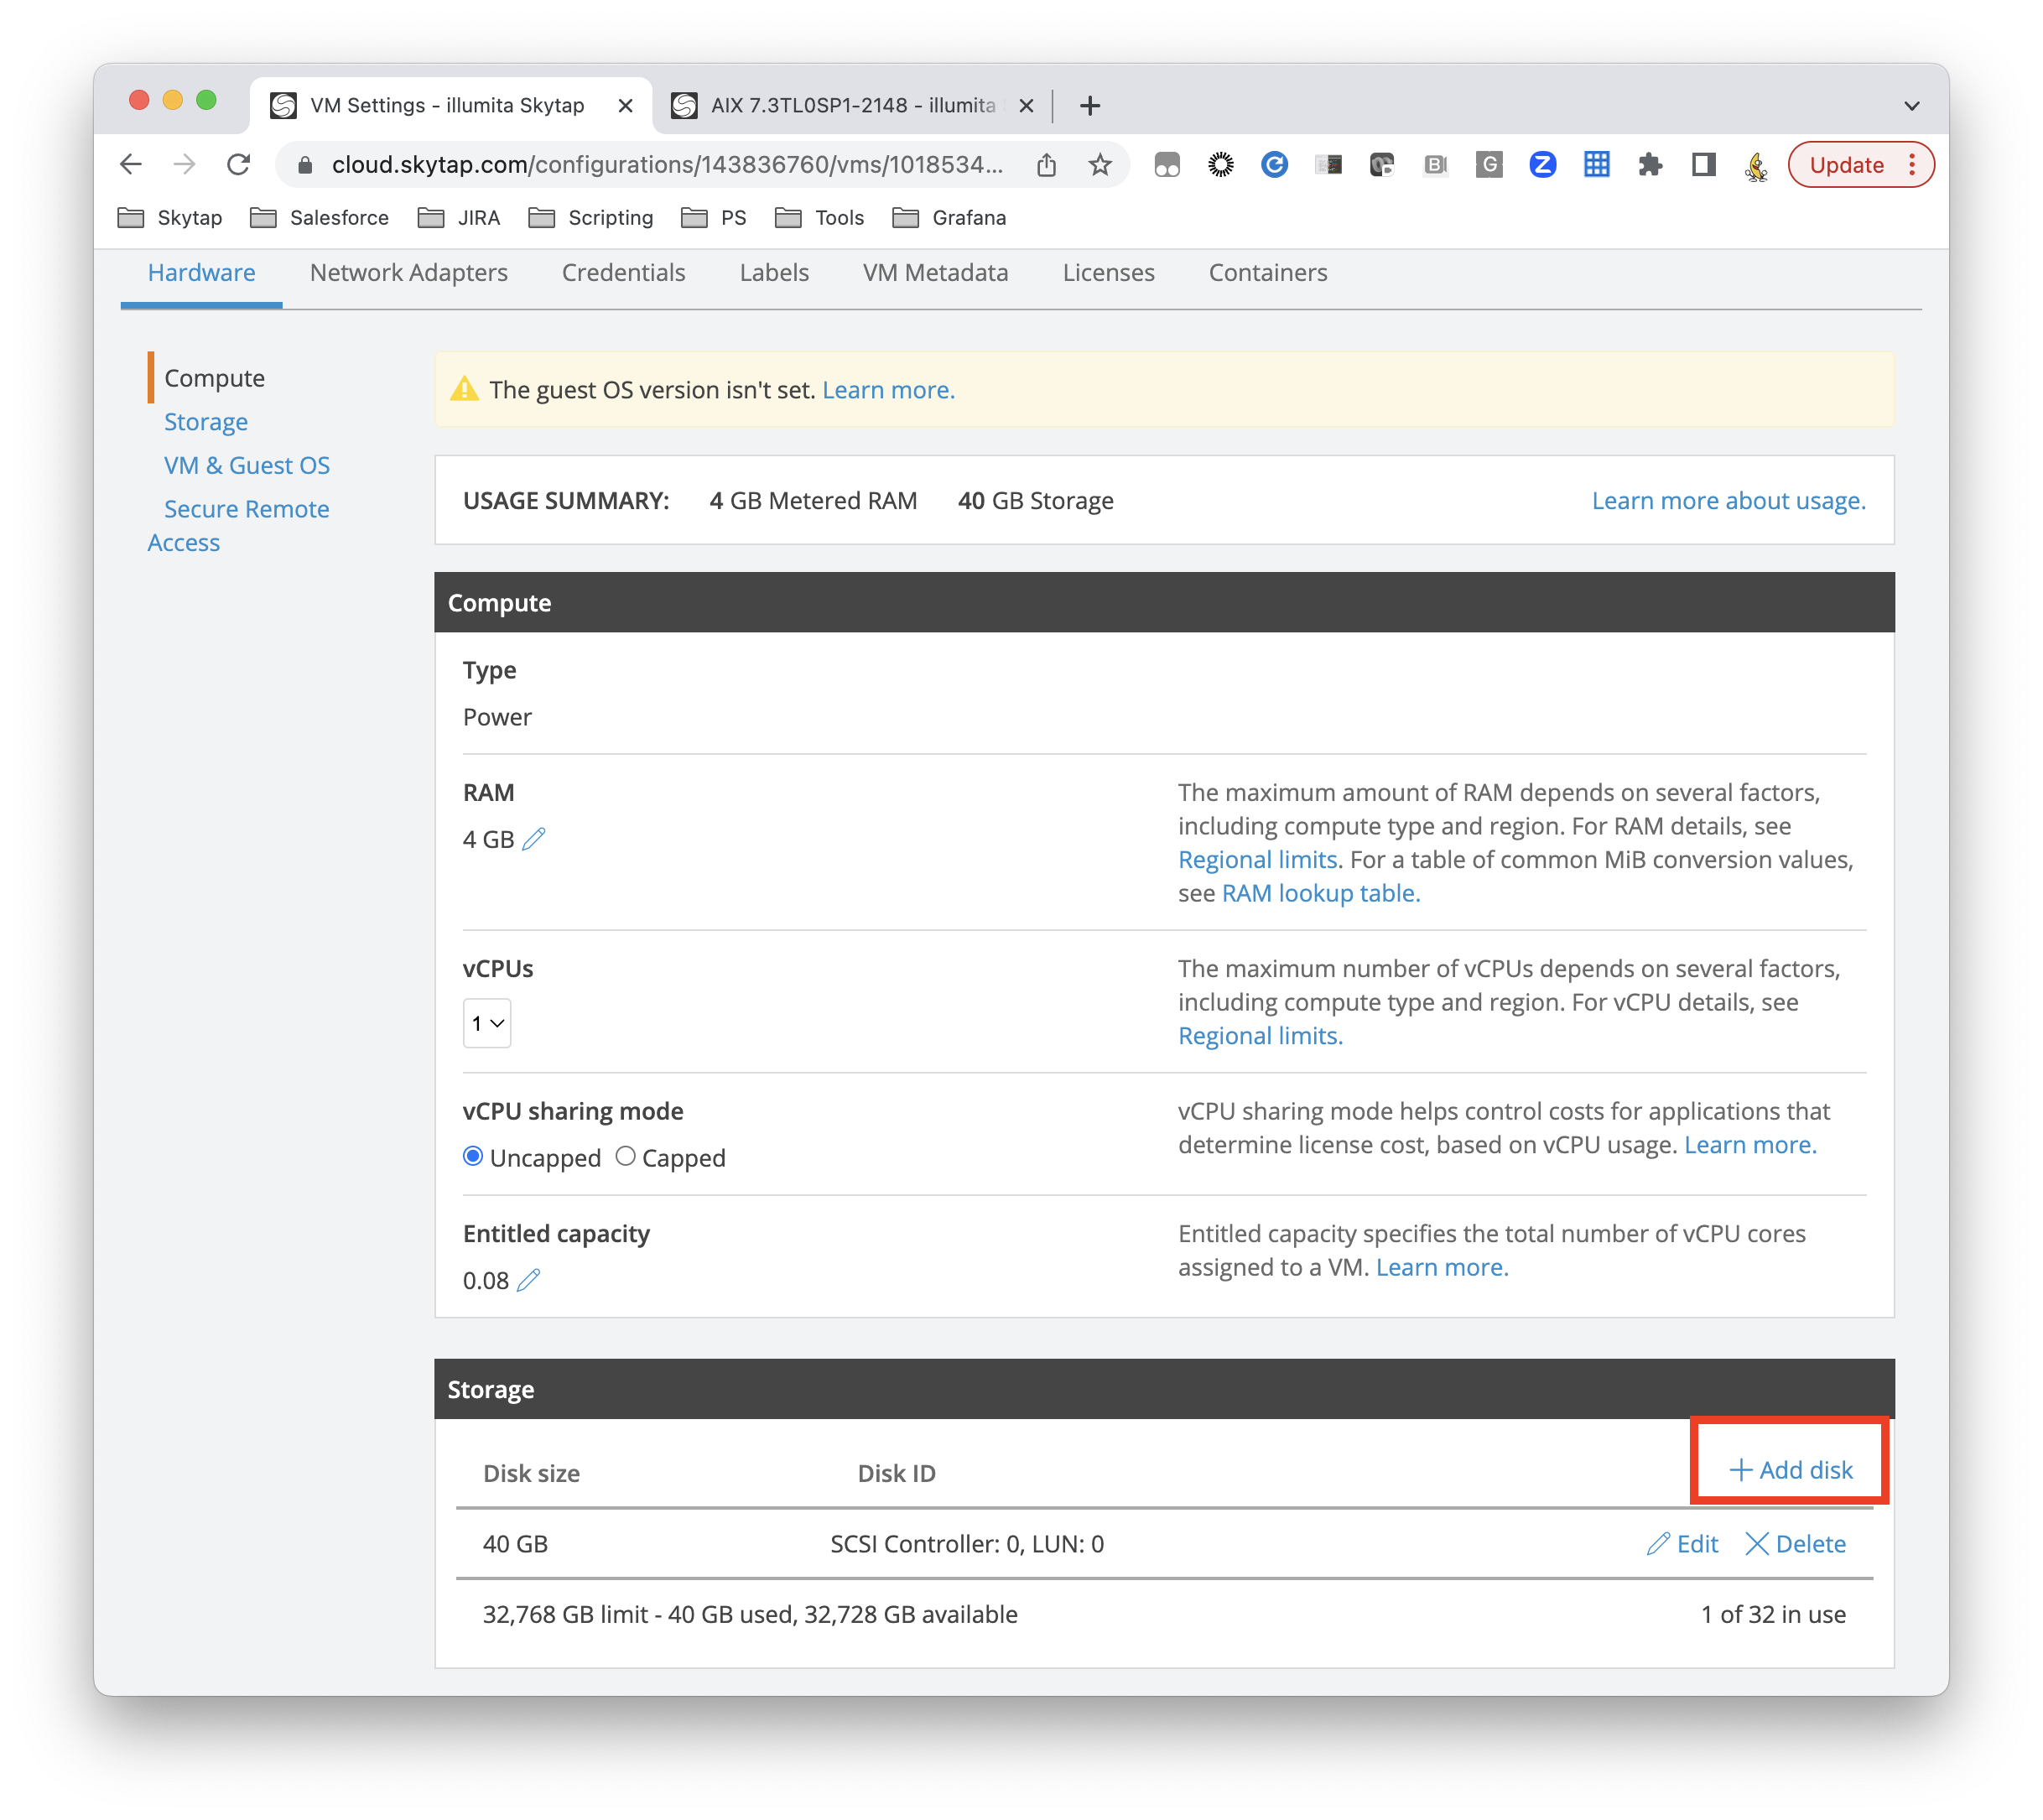 VM Settings - illumita Skytap
AIX 7.3TL0SP1-2148 - illumita
cloud.skytap.com/configurations/143836760/vms/1018534...
Update
Skytap
Salesforce
JIRA
Scripting
PS
Tools
Grafana
Hardware
Network Adapters
Credentials
Labels
VM Metadata
Licenses
Containers
Compute
Storage
VM & Guest OS
Secure Remote
Access
The guest OS version isn't set. Learn more.
USAGE SUMMARY: 4 GB Metered RAM 40 GB Storage
Learn more about usage.
Compute
Type
Power
RAM
4 GB
The maximum amount of RAM depends on several factors,
including compute type and region. For RAM details, see
Regional limits. For a table of common MiB conversion values,
see RAM lookup table.
vCPUs
1
The maximum number of vCPUs depends on several factors,
including compute type and region. For vCPU details, see
Regional limits.
vCPU sharing mode
Uncapped Capped
vCPU sharing mode helps control costs for applications that
determine license cost, based on vCPU usage. Learn more.
Entitled capacity
0.08
Entitled capacity specifies the total number of vCPU cores
assigned to a VM. Learn more.
Storage
Disk size
Disk ID
+ Add disk
40 GB
SCSI Controller: 0, LUN: 0
Edit
Delete
32,768 GB limit - 40 GB used, 32,728 GB available
1 of 32 in use